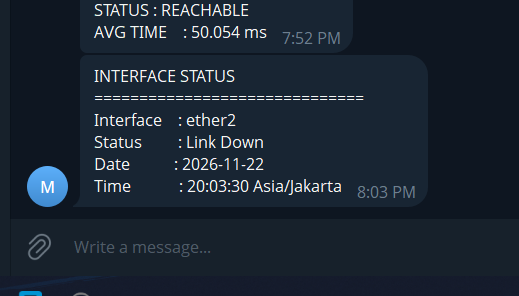 STATUS : REACHABLE
AVG TIME : 50.054 ms
7:52 PM
INTERFACE STATUS
==============================
Interface : ether2
Status : Link Down
Date : 2026-11-22
Time : 20:03:30 Asia/Jakarta
8:03 PM
M
Write a message...